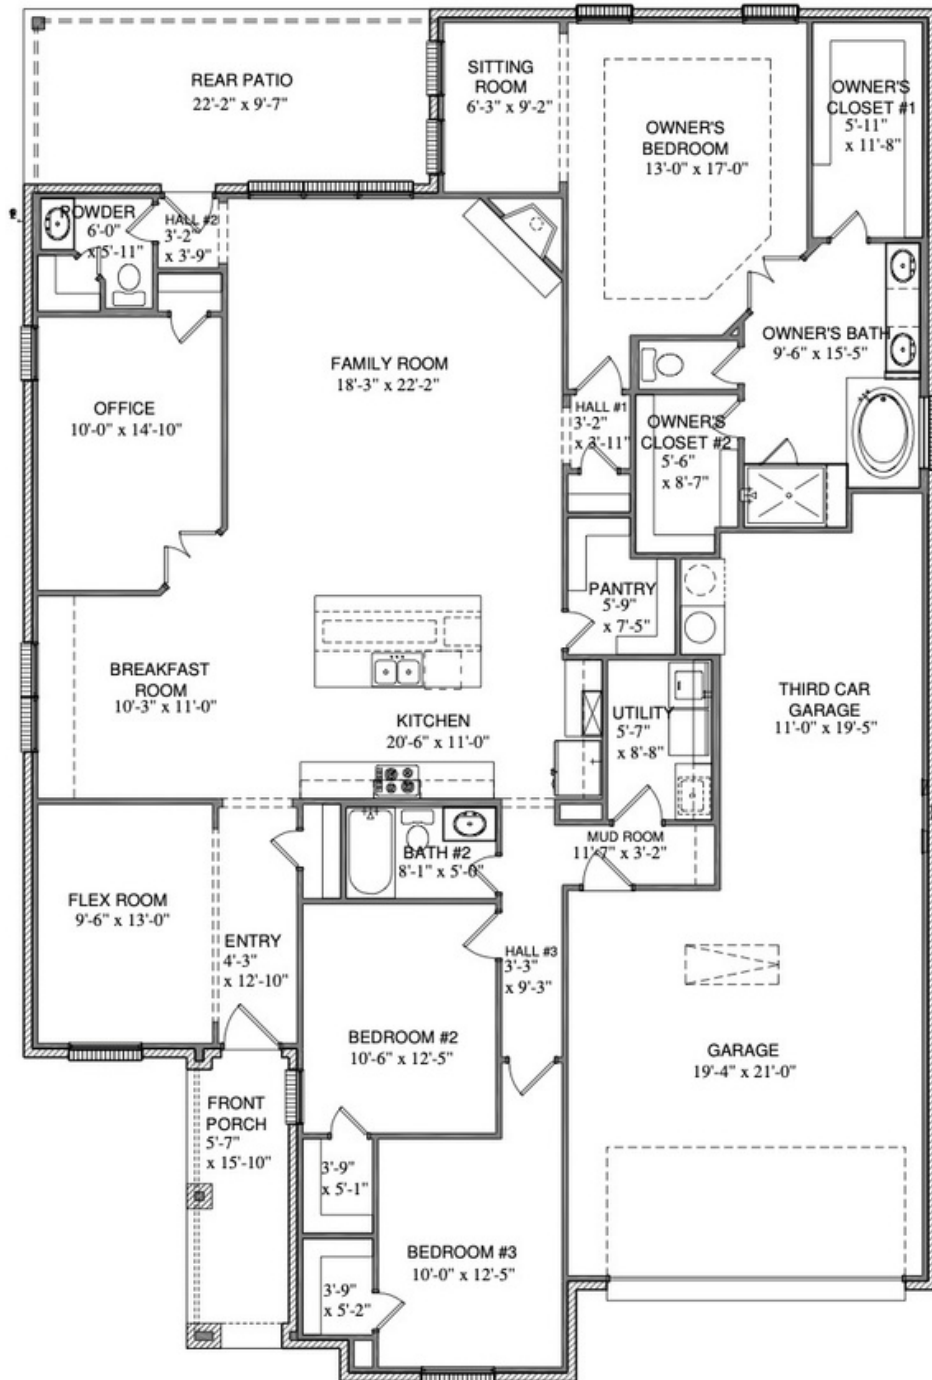 REAR PATIO
22'-2" x 9'-7"
SITTING
ROOM
6'-3" x 9'-2"
OWNER'S
BEDROOM
13'-0" x 17'-0"
OWNER'S
CLOSET #1
5'-11"
x 11'-8"
POWDER
6'-0"
x 5'-11"
HALL #2
3'-2"
x 3'-9"
FAMILY ROOM
18'-3" x 22'-2"
OWNER'S BATH
9'-6" x 15'-5"
OFFICE
10'-0" x 14'-10"
HALL #1
3'-2"
x 3'-11"
OWNER'S
CLOSET #2
5'-6"
x 8'-7"
PANTRY
5'-9"
x 7'-5"
BREAKFAST
ROOM
10'-3" x 11'-0"
KITCHEN
20'-6" x 11'-0"
UTILITY
5'-7"
x 8'-8"
THIRD CAR
GARAGE
11'-0" x 19'-5"
MUD ROOM
11'-7" x 3'-2"
BATH #2
8'-1" x 5'-0"
FLEX ROOM
9'-6" x 13'-0"
ENTRY
4'-3"
x 12'-10"
HALL #3
3'-3"
x 9'-3"
BEDROOM #2
10'-6" x 12'-5"
GARAGE
19'-4" x 21'-0"
FRONT
PORCH
5'-7"
x 15'-10"
3'-9"
x 5'-1"
BEDROOM #3
10'-0" x 12'-5"
3'-9"
x 5'-2"